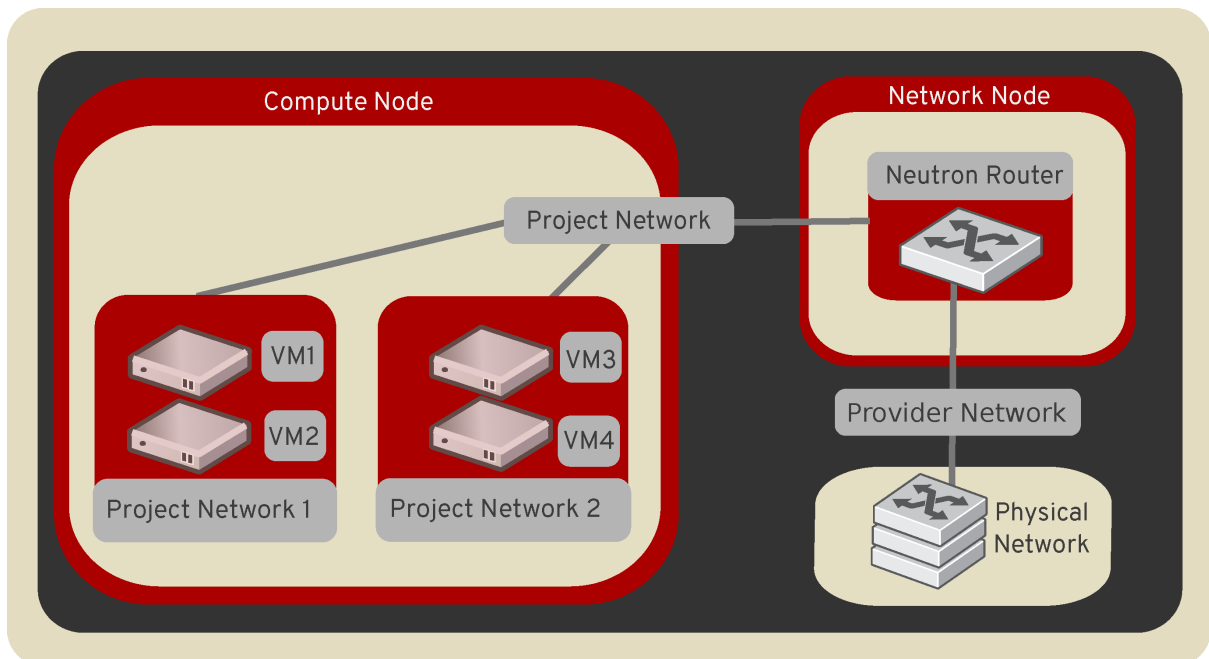 Compute Node
Network Node
Neutron Router
Project Network
VM1
VM2
Project Network 1
VM3
VM4
Project Network 2
Provider Network
Physical
Network